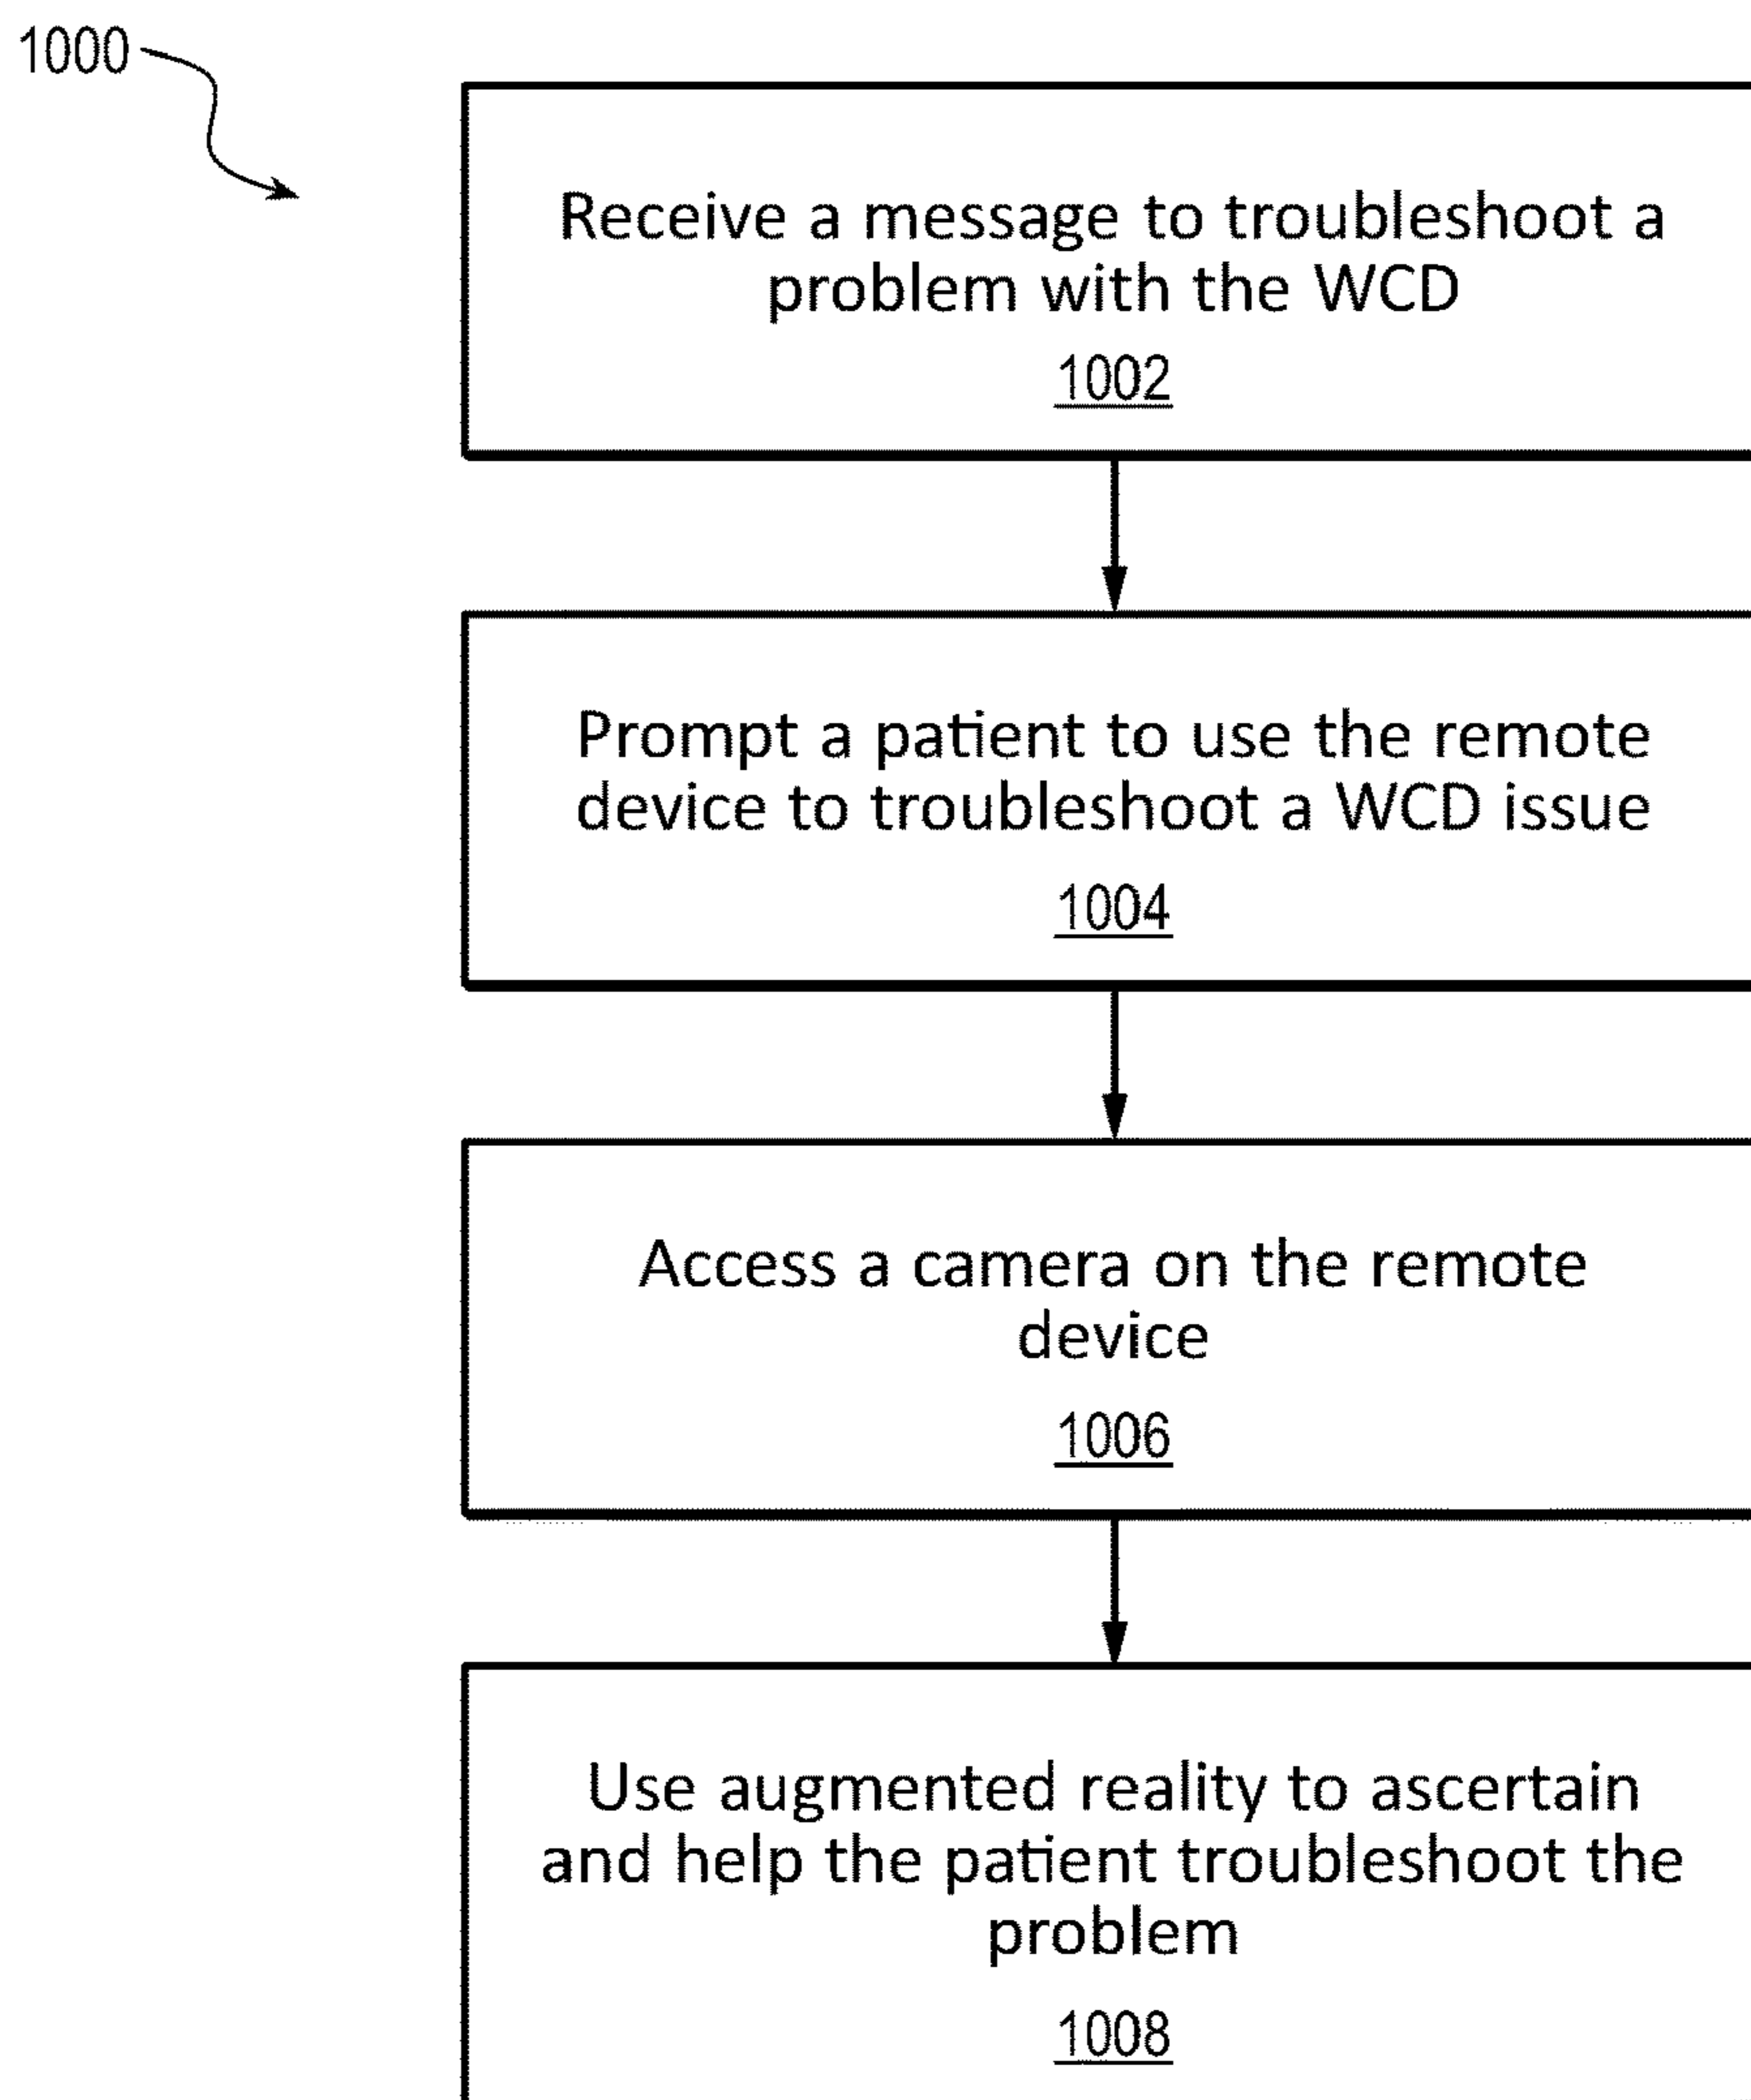 1000
Receive a message to troubleshoot a
problem with the WCD
1002
Prompt a patient to use the remote
device to troubleshoot a WCD issue
1004
Access a camera on the remote
device
1006
Use augmented reality to ascertain
and help the patient troubleshoot the
problem
1008